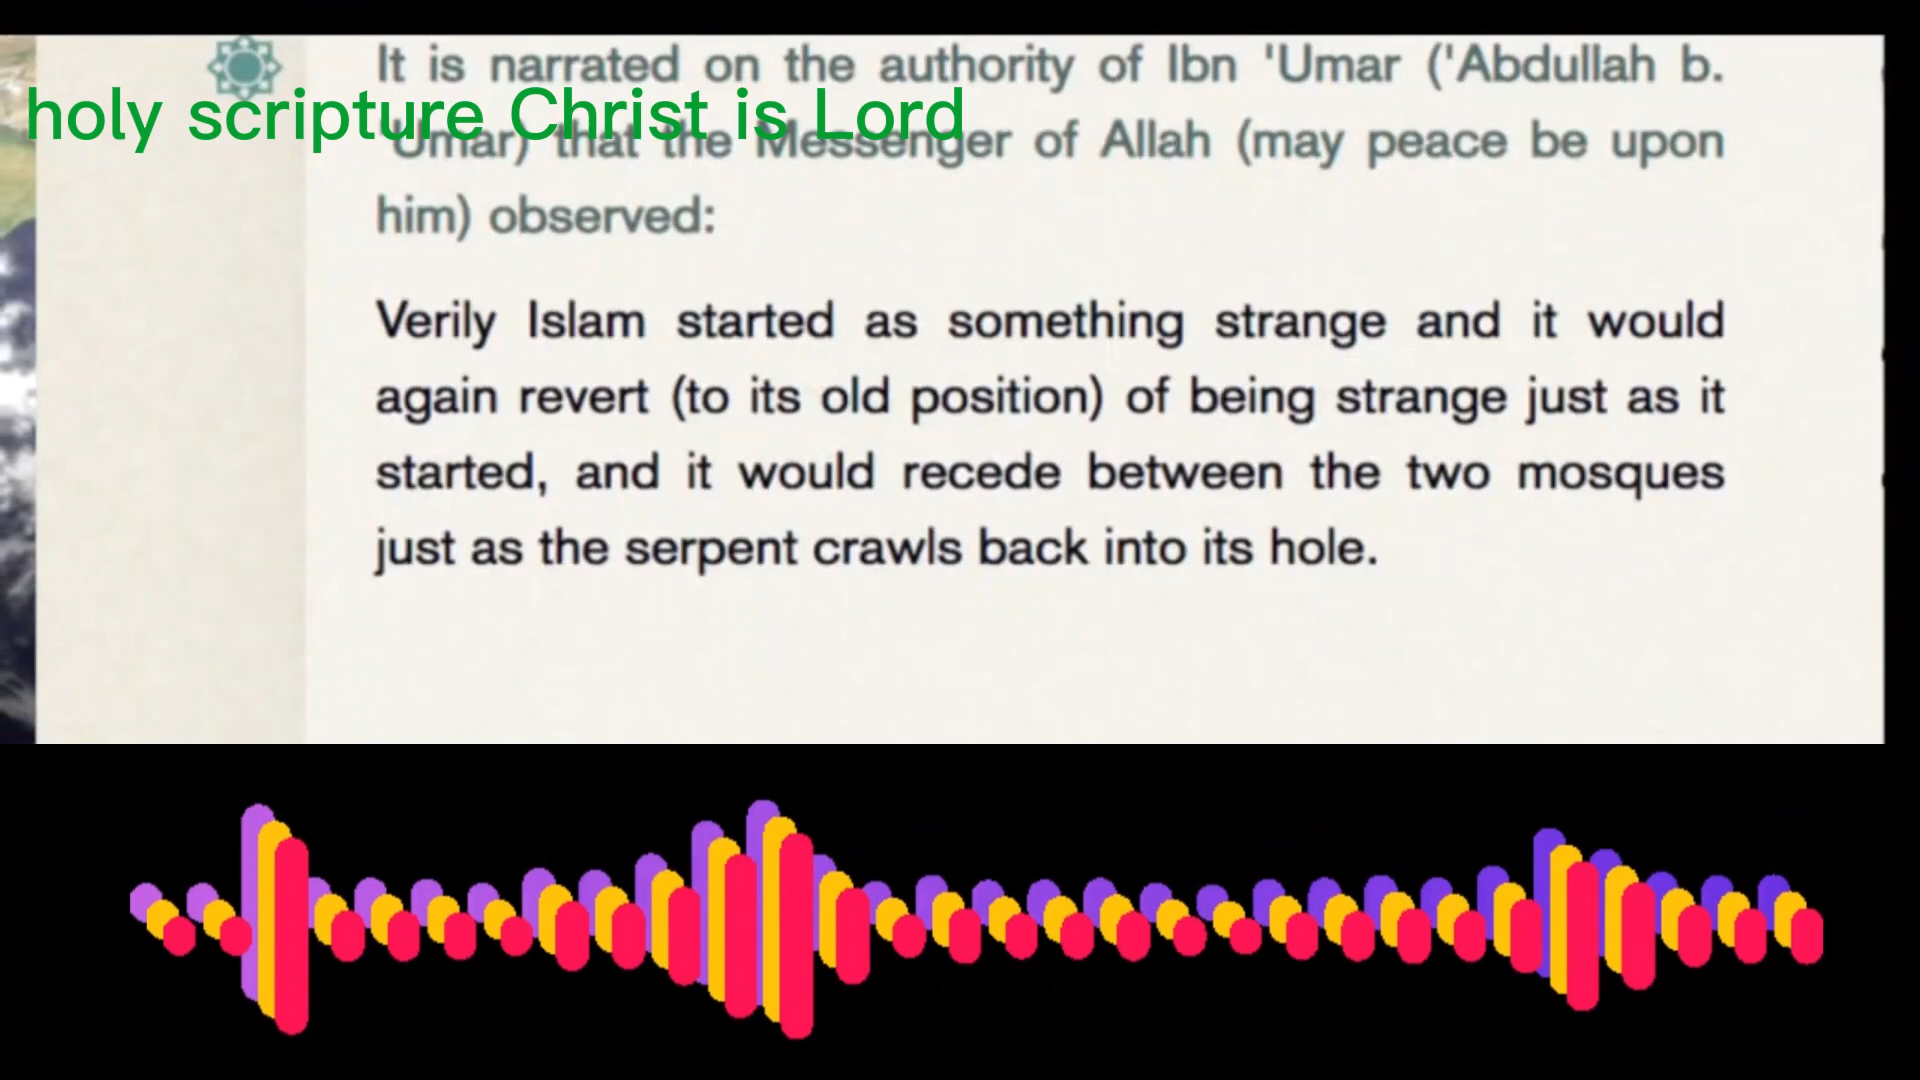 It is narrated on the authority of Ibn 'Umar ('Abdullah b.
holy scripture Christ is Lord
'Umar) that the Messenger of Allah (may peace be upon
him) observed:
Verily Islam started as something strange and it would
again revert (to its old position) of being strange just as it
started, and it would recede between the two mosques
just as the serpent crawls back into its hole.